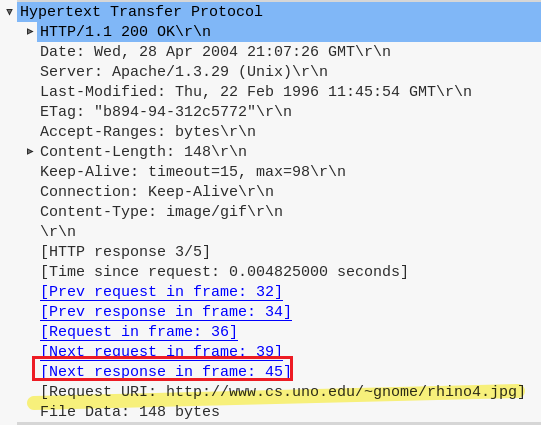 Hypertext Transfer Protocol
HTTP/1.1 200 OK\r\n
Date: Wed, 28 Apr 2004 21:07:26 GMT\r\n
Server: Apache/1.3.29 (Unix)\r\n
Last-Modified: Thu, 22 Feb 1996 11:45:54 GMT\r\n
ETag: "b894-94-312c5772"\r\n
Accept-Ranges: bytes\r\n
Content-Length: 148\r\n
Keep-Alive: timeout=15, max=98\r\n
Connection: Keep-Alive\r\n
Content-Type: image/gif\r\n
\r\n
[HTTP response 3/5]
[Time since request: 0.004825000 seconds]
[Prev request in frame: 32]
[Prev response in frame: 34]
[Request in frame: 36]
[Next request in frame: 39]
[Next response in frame: 45]
[Request URI: http://www.cs.uno.edu/~gnome/rhino4.jpg]
File Data: 148 bytes